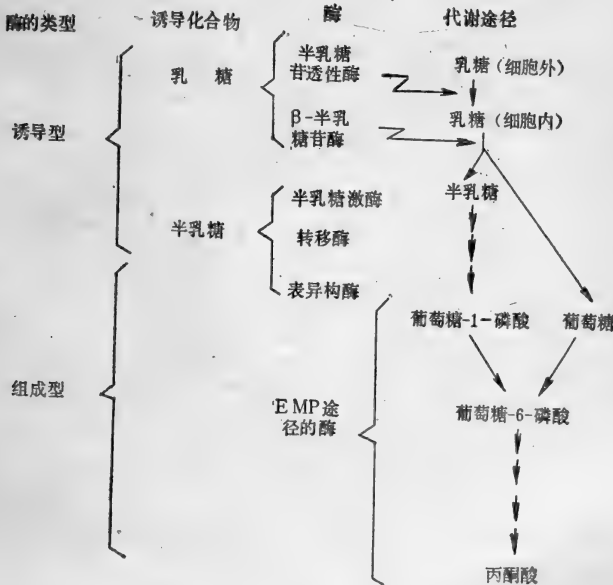 酶的类型 诱导化合物 酶 代谢途径
半乳糖
苷透性酶
乳 糖
乳糖（细胞外）
β-半乳
糖苷酶
乳糖（细胞内）
诱导型
半乳糖激酶
半乳糖
半乳糖
转移酶
表异构酶
葡萄糖-1-磷酸 葡萄糖
组成型
EMP途
径的酶
葡萄糖-6-磷酸
丙酮酸